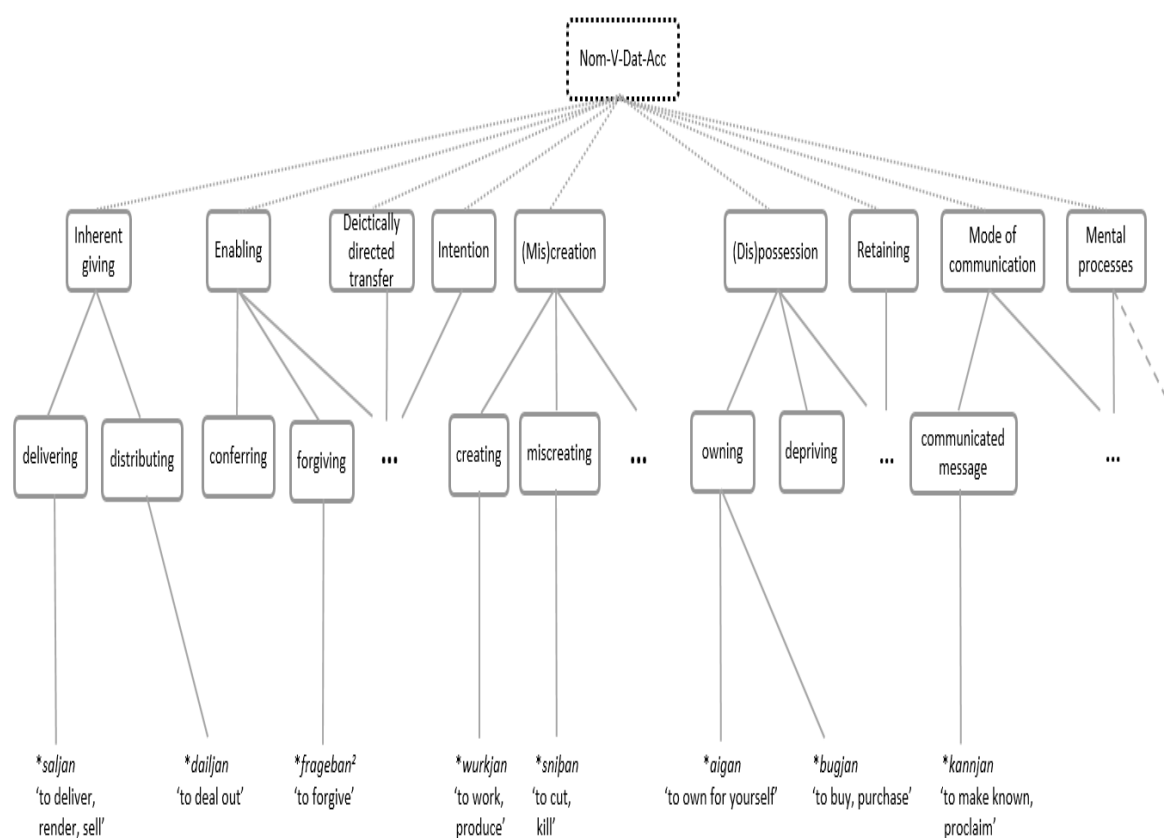 Nom-V-Dat-Acc
Inherent
giving
Enabling
Deictically
directed
transfer
Intention
(Mis)creation
(Dis)possession
Retaining
Mode of
communication
Mental
processes
delivering
distributing
conferring
forgiving
...
creating
miscreating
...
owning
depriving
...
communicated
message
...
*saljan
‘to deliver,
render, sell’
*dailjan
‘to deal out’
*frageban²
‘to forgive’
*wurkjan
‘to work,
produce’
*sniþan
‘to cut,
kill’
*aigan
‘to own for yourself’
*bugjan
‘to buy, purchase’
*kannjan
‘to make known,
proclaim’